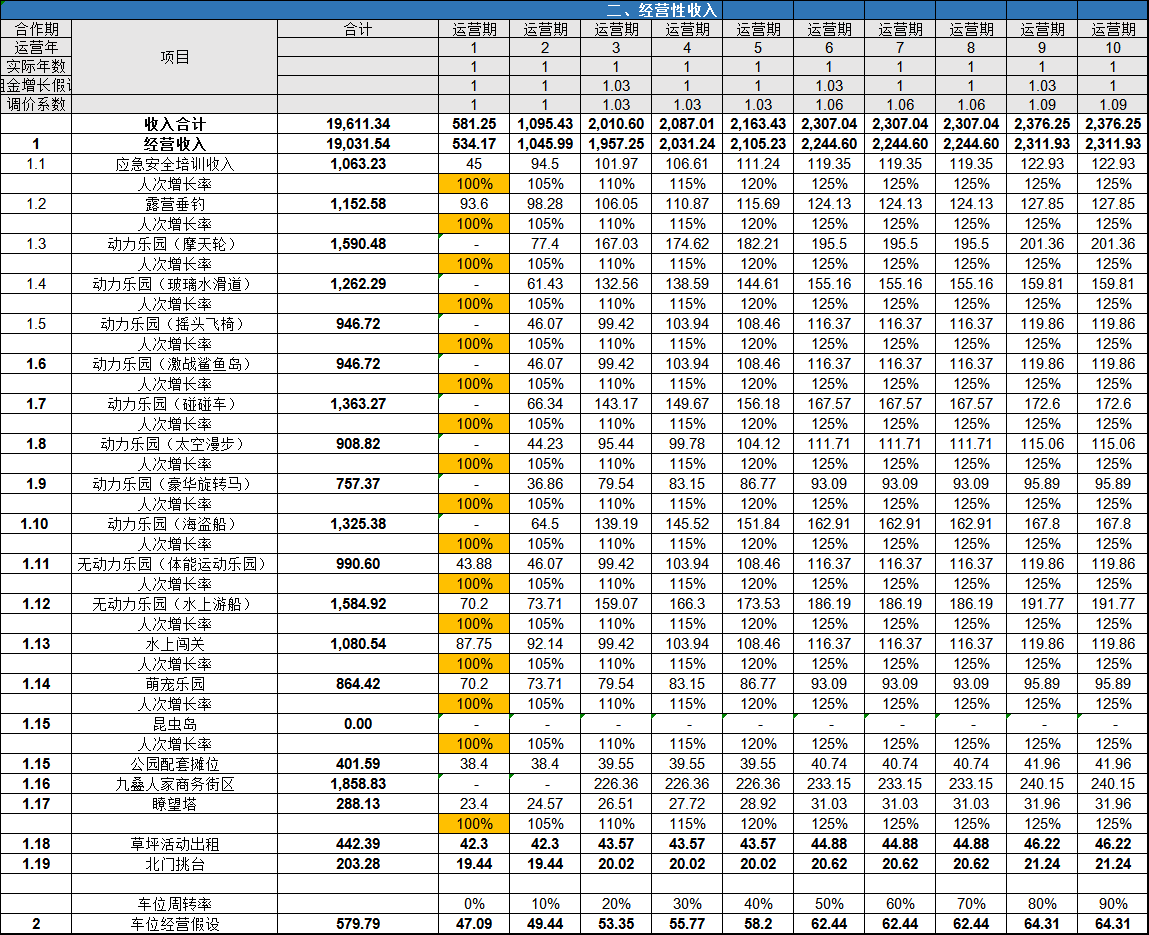 二、经营性收入
合作期 项目 合计 运营期 运营期 运营期 运营期 运营期 运营期 运营期 运营期 运营期 运营期
运营年 1 2 3 4 5 6 7 8 9 10
实际年数 1 1 1 1 1 1 1 1 1 1
金增长假 1 1 1.03 1 1 1.03 1 1 1.03 1
调价系数 1 1 1.03 1.03 1.03 1.06 1.06 1.06 1.09 1.09
收入合计 19,611.34 581.25 1,095.43 2,010.60 2,087.01 2,163.43 2,307.04 2,307.04 2,307.04 2,376.25 2,376.25
1 经营收入 19,031.54 534.17 1,045.99 1,957.25 2,031.24 2,105.23 2,244.60 2,244.60 2,244.60 2,311.93 2,311.93
1.1 应急安全培训收入 1,063.23 45 94.5 101.97 106.61 111.24 119.35 119.35 119.35 122.93 122.93
人次增长率 100% 105% 110% 115% 120% 125% 125% 125% 125% 125%
1.2 露营垂钓 1,152.58 93.6 98.28 106.05 110.87 115.69 124.13 124.13 124.13 127.85 127.85
人次增长率 100% 105% 110% 115% 120% 125% 125% 125% 125% 125%
1.3 动力乐园（摩天轮） 1,590.48 - 77.4 167.03 174.62 182.21 195.5 195.5 195.5 201.36 201.36
人次增长率 100% 105% 110% 115% 120% 125% 125% 125% 125% 125%
1.4 动力乐园（玻璃水滑道） 1,262.29 - 61.43 132.56 138.59 144.61 155.16 155.16 155.16 159.81 159.81
人次增长率 100% 105% 110% 115% 120% 125% 125% 125% 125% 125%
1.5 动力乐园（摇头飞椅） 946.72 - 46.07 99.42 103.94 108.46 116.37 116.37 116.37 119.86 119.86
人次增长率 100% 105% 110% 115% 120% 125% 125% 125% 125% 125%
1.6 动力乐园（激战鲨鱼岛） 946.72 - 46.07 99.42 103.94 108.46 116.37 116.37 116.37 119.86 119.86
人次增长率 100% 105% 110% 115% 120% 125% 125% 125% 125% 125%
1.7 动力乐园（碰碰车） 1,363.27 - 66.34 143.17 149.67 156.18 167.57 167.57 167.57 172.6 172.6
人次增长率 100% 105% 110% 115% 120% 125% 125% 125% 125% 125%
1.8 动力乐园（太空漫步） 908.82 - 44.23 95.44 99.78 104.12 111.71 111.71 111.71 115.06 115.06
人次增长率 100% 105% 110% 115% 120% 125% 125% 125% 125% 125%
1.9 动力乐园（豪华旋转马） 757.37 - 36.86 79.54 83.15 86.77 93.09 93.09 93.09 95.89 95.89
人次增长率 100% 105% 110% 115% 120% 125% 125% 125% 125% 125%
1.10 动力乐园（海盗船） 1,325.38 - 64.5 139.19 145.52 151.84 162.91 162.91 162.91 167.8 167.8
人次增长率 100% 105% 110% 115% 120% 125% 125% 125% 125% 125%
1.11 无动力乐园（体能运动乐园） 990.60 43.88 46.07 99.42 103.94 108.46 116.37 116.37 116.37 119.86 119.86
人次增长率 100% 105% 110% 115% 120% 125% 125% 125% 125% 125%
1.12 无动力乐园（水上游船） 1,584.92 70.2 73.71 159.07 166.3 173.53 186.19 186.19 186.19 191.77 191.77
人次增长率 100% 105% 110% 115% 120% 125% 125% 125% 125% 125%
1.13 水上闯关 1,080.54 87.75 92.14 99.42 103.94 108.46 116.37 116.37 116.37 119.86 119.86
人次增长率 100% 105% 110% 115% 120% 125% 125% 125% 125% 125%
1.14 萌宠乐园 864.42 70.2 73.71 79.54 83.15 86.77 93.09 93.09 93.09 95.89 95.89
人次增长率 100% 105% 110% 115% 120% 125% 125% 125% 125% 125%
1.15 昆虫岛 0.00 - - - - - - - - - -
人次增长率 100% 105% 110% 115% 120% 125% 125% 125% 125% 125%
1.15 公园配套摊位 401.59 38.4 38.4 39.55 39.55 39.55 40.74 40.74 40.74 41.96 41.96
1.16 九叠人家商务街区 1,858.83 - - 226.36 226.36 226.36 233.15 233.15 233.15 240.15 240.15
1.17 瞭望塔 288.13 23.4 24.57 26.51 27.72 28.92 31.03 31.03 31.03 31.96 31.96
100% 105% 110% 115% 120% 125% 125% 125% 125% 125%
1.18 草坪活动出租 442.39 42.3 42.3 43.57 43.57 43.57 44.88 44.88 44.88 46.22 46.22
1.19 北门挑台 203.28 19.44 19.44 20.02 20.02 20.02 20.62 20.62 20.62 21.24 21.24
车位周转率 0% 10% 20% 30% 40% 50% 60% 70% 80% 90%
2 车位经营假设 579.79 47.09 49.44 53.35 55.77 58.2 62.44 62.44 62.44 64.31 64.31